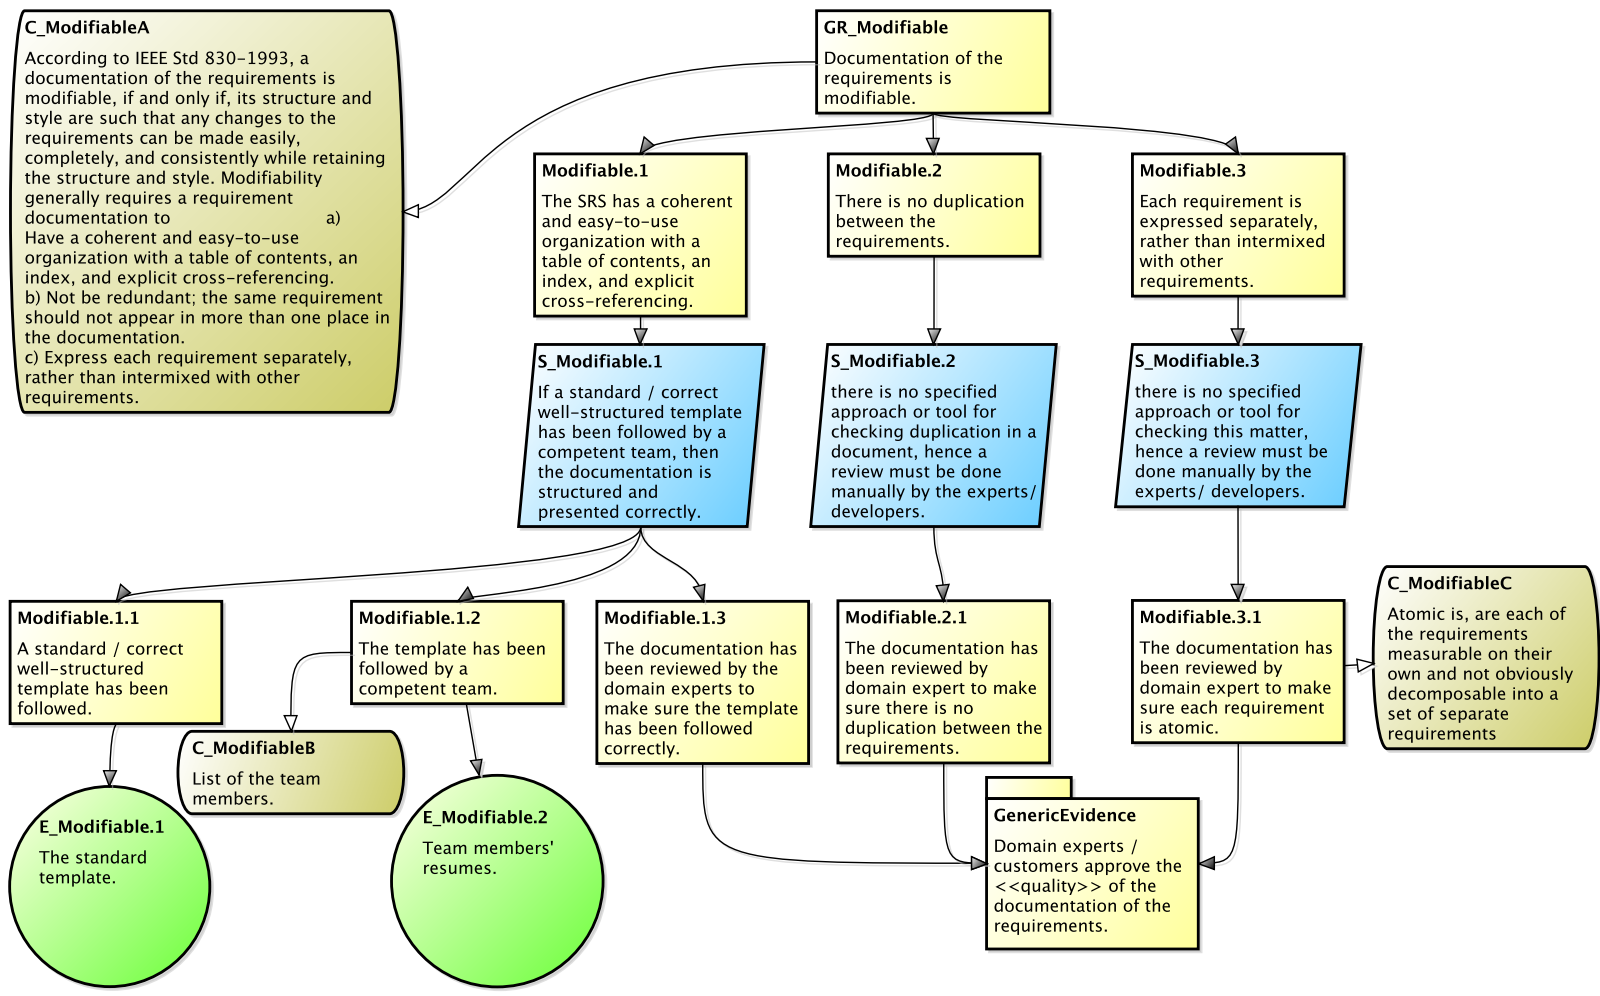 C_ModifiableA
According to IEEE Std 830-1993, a
documentation of the requirements is
modifiable, if and only if, its structure and
style are such that any changes to the
requirements can be made easily,
completely, and consistently while retaining
the structure and style. Modifiability
generally requires a requirement
documentation to a)
Have a coherent and easy-to-use
organization with a table of contents, an
index, and explicit cross-referencing.
b) Not be redundant; the same requirement
should not appear in more than one place in
the documentation.
c) Express each requirement separately,
rather than intermixed with other
requirements.
GR_Modifiable
Documentation of the
requirements is
modifiable.
Modifiable.1
The SRS has a coherent
and easy-to-use
organization with a
table of contents, an
index, and explicit
cross-referencing.
Modifiable.2
There is no duplication
between the
requirements.
Modifiable.3
Each requirement is
expressed separately,
rather than intermixed
with other
requirements.
S_Modifiable.1
If a standard / correct
well-structured template
has been followed by a
competent team, then
the documentation is
structured and
presented correctly.
S_Modifiable.2
there is no specified
approach or tool for
checking duplication in a
document, hence a
review must be done
manually by the experts/
developers.
S_Modifiable.3
there is no specified
approach or tool for
checking this matter,
hence a review must be
done manually by the
experts/ developers.
Modifiable.1.1
A standard / correct
well-structured
template has been
followed.
Modifiable.1.2
The template has been
followed by a
competent team.
Modifiable.1.3
The documentation has
been reviewed by the
domain experts to
make sure the template
has been followed
correctly.
Modifiable.2.1
The documentation has
been reviewed by
domain expert to make
sure there is no
duplication between the
requirements.
Modifiable.3.1
The documentation has
been reviewed by
domain expert to make
sure each requirement
is atomic.
C_ModifiableC
Atomic is, are each of
the requirements
measurable on their
own and not obviously
decomposable into a
set of separate
requirements
C_ModifiableB
List of the team
members.
E_Modifiable.1
The standard
template.
E_Modifiable.2
Team members'
resumes.
GenericEvidence
Domain experts /
customers approve the
<<quality>> of the
documentation of the
requirements.